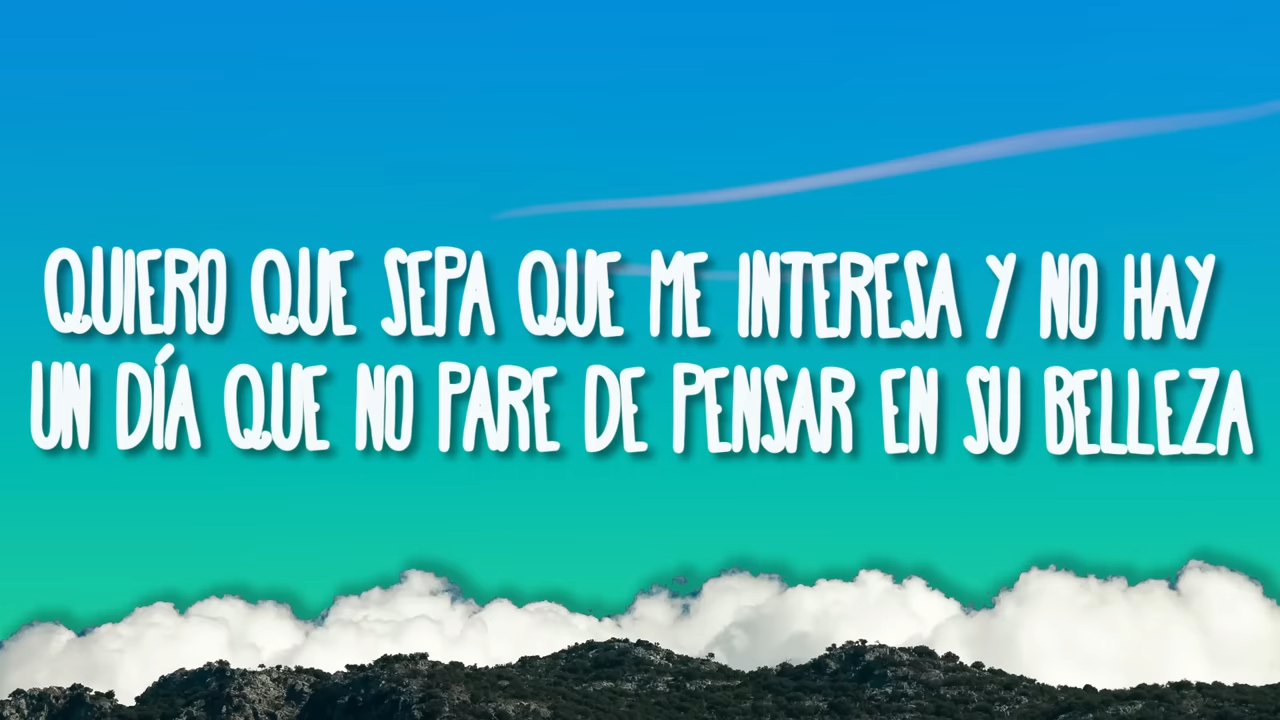 QUIERO QUE SEPA QUE ME INTERESA Y NO HAY
UN DÍA QUE NO PARE DE PENSAR EN SU BELLEZA